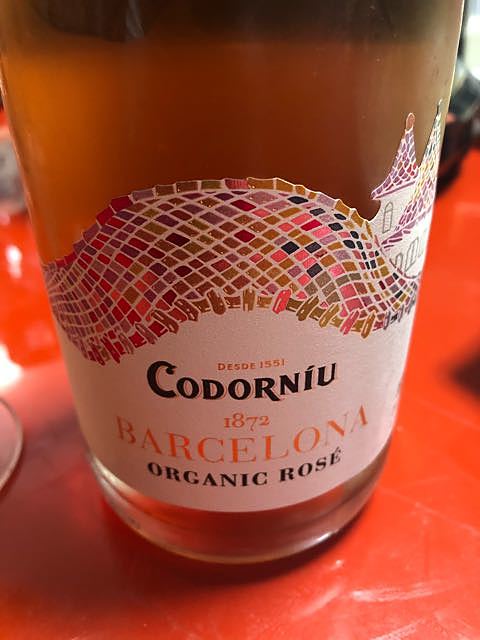 DESDE 1551
CODORNÍU
1872
BARCELONA
ORGANIC ROSÉ